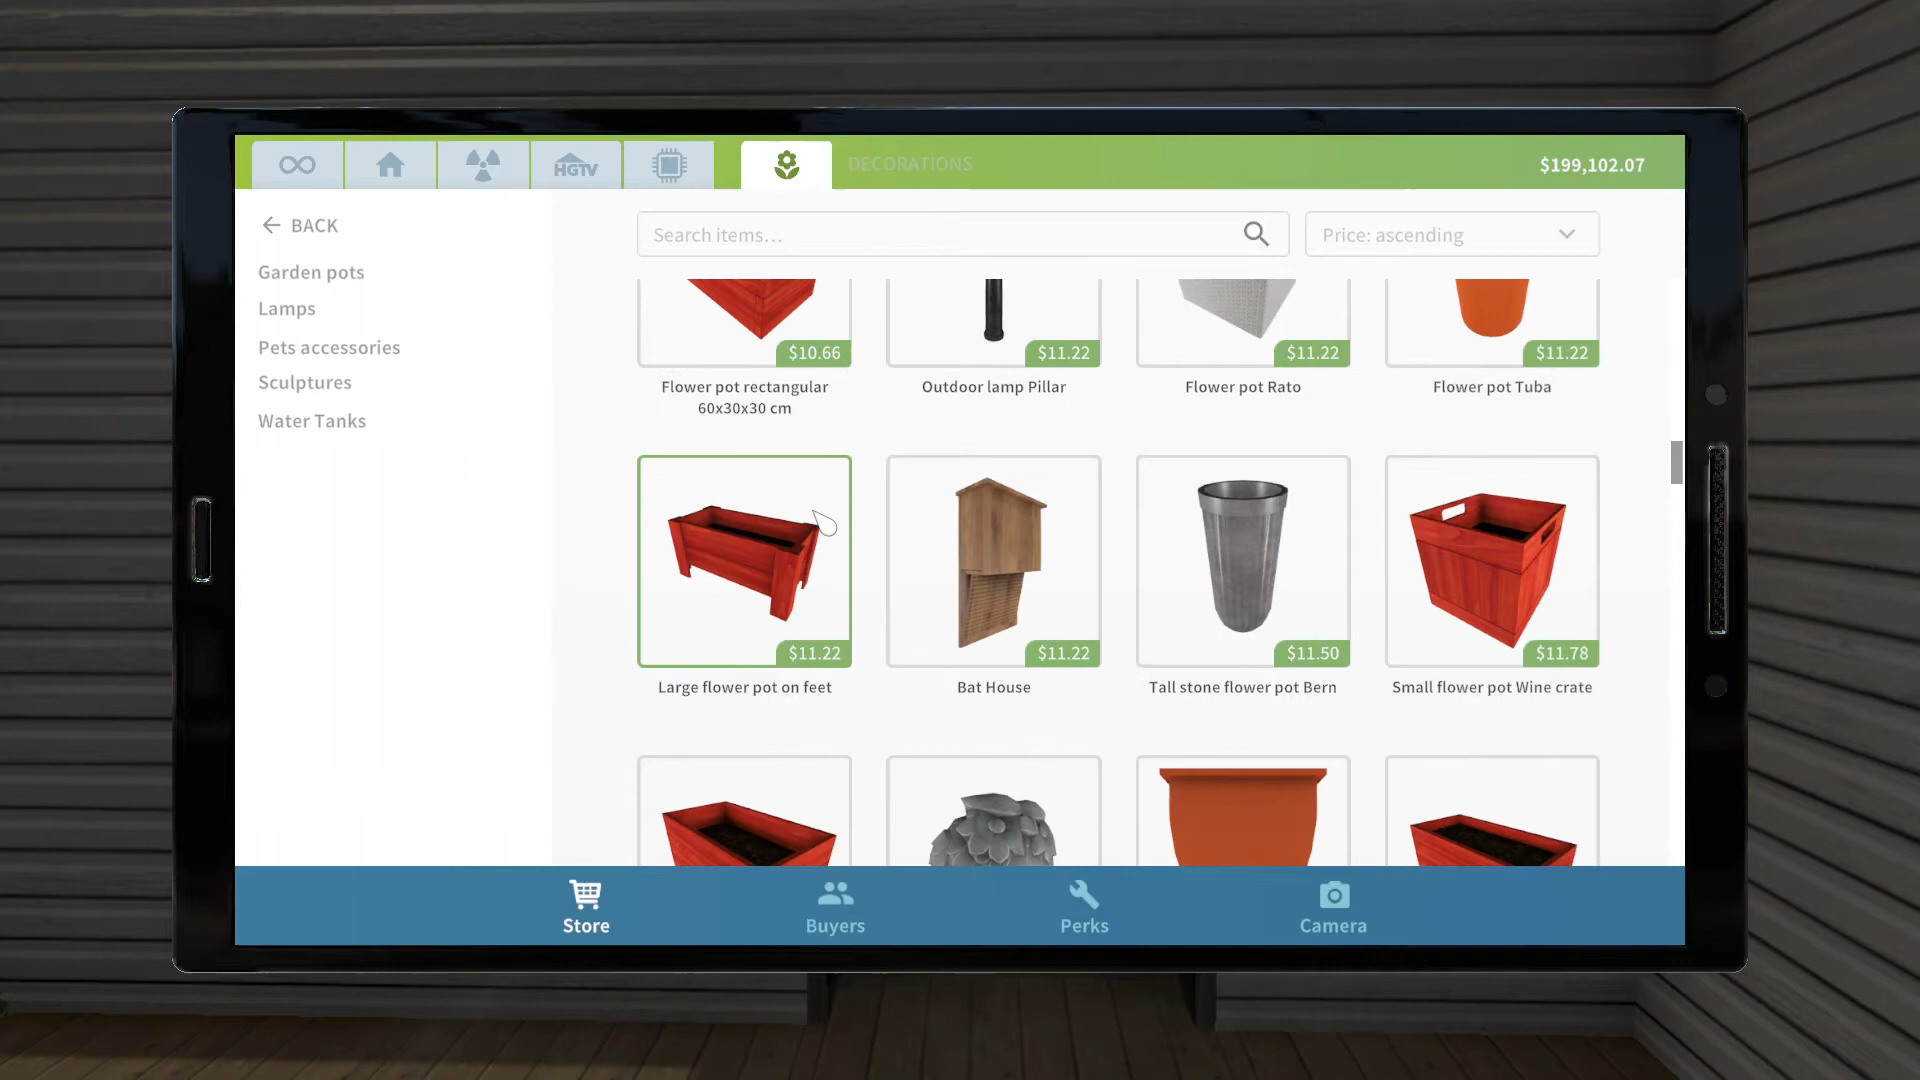 HGTV
DECORATIONS
$199,102.07
BACK
Search items...
Price: ascending
Garden pots
Lamps
Pets accessories
Sculptures
Water Tanks
$10.66
$11.22
$11.22
$11.22
Flower pot rectangular
60x30x30 cm
Outdoor lamp Pillar
Flower pot Rato
Flower pot Tuba
$11.22
$11.22
$11.50
$11.78
Large flower pot on feet
Bat House
Tall stone flower pot Bern
Small flower pot Wine crate
Store
Buyers
Perks
Camera